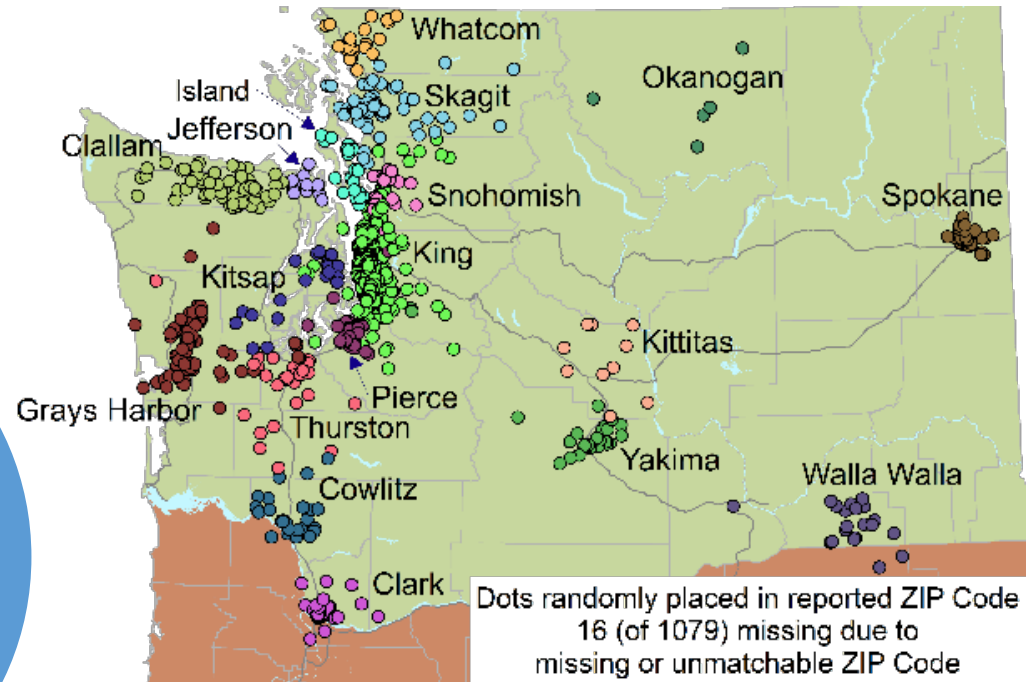 Whatcom
Okanogan
Island
Skagit
Jefferson
Clallam
Snohomish
Spokane
King
Kitsap
Kittitas
Pierce
Grays Harbor
Thurston
Yakima
Walla Walla
Cowlitz
Clark
Dots randomly placed in reported ZIP Code
16 (of 1079) missing due to
missing or unmatchable ZIP Code